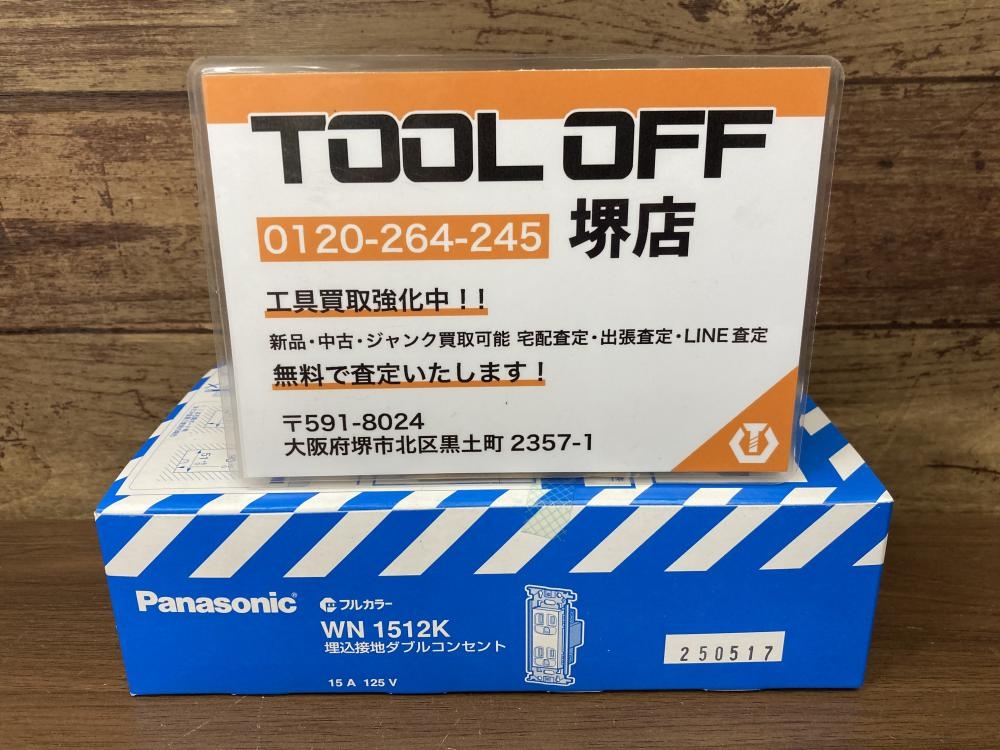 TOOL OFF
0120-264-245 堺店
工具買取強化中！！
新品・中古・ジャンク買取可能 宅配査定・出張査定・LINE査定
無料で査定いたします！
〒591-8024
大阪府堺市北区黒土町 2357-1
Panasonic
フルカラー
WN 1512K
埋込接地ダブルコンセント
15 A 125 V
250517